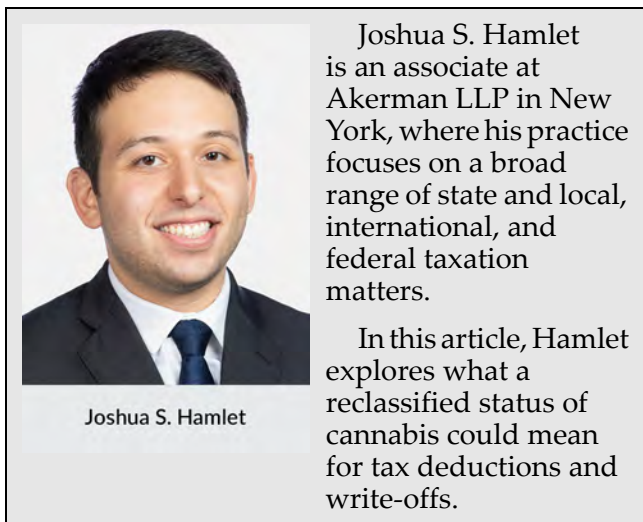 Joshua S. Hamlet
Joshua S. Hamlet
is an associate at
Akerman LLP in New
York, where his practice
focuses on a broad
range of state and local,
international, and
federal taxation
matters.
In this article, Hamlet
explores what a
reclassified status of
cannabis could mean
for tax deductions and
write-offs.